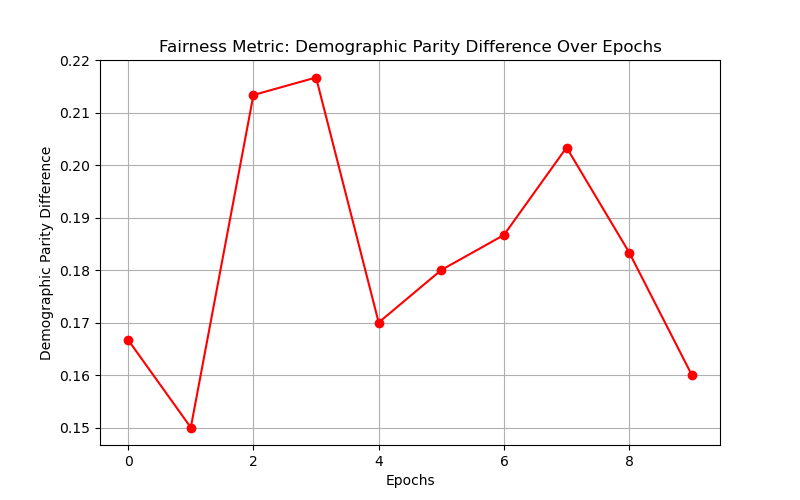 Fairness Metric: Demographic Parity Difference Over Epochs
0.22
0.21
0.20
0.19
0.18
0.17
0.16
0.15
Demographic Parity Difference
0 2 4 6 8
Epochs